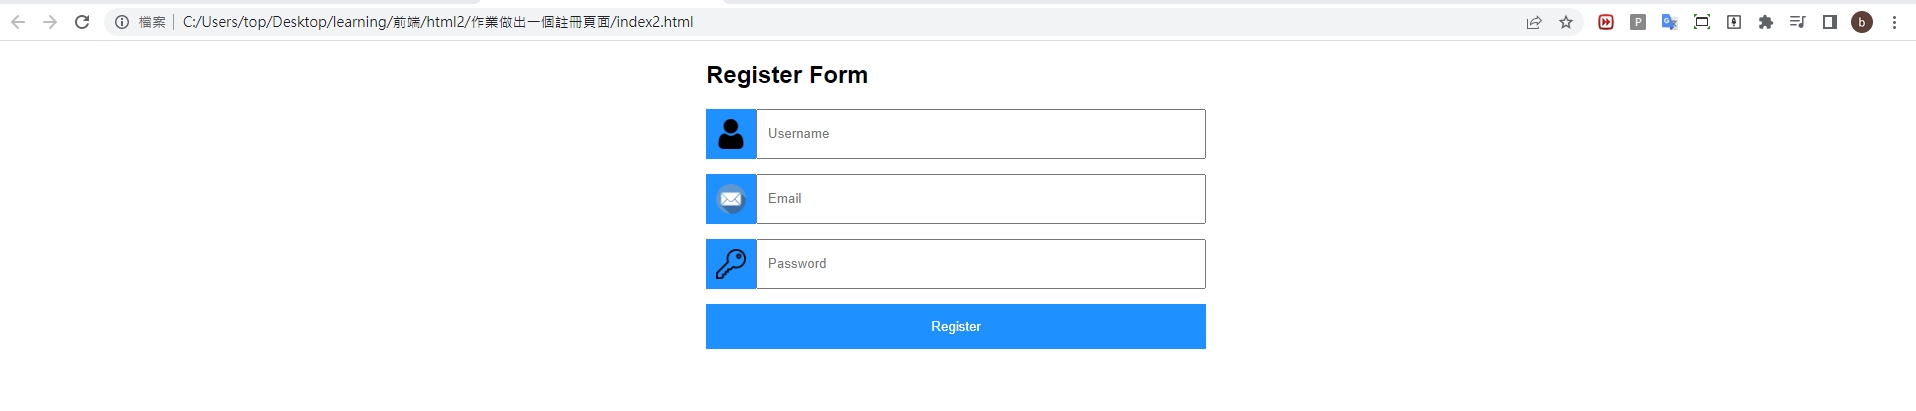 檔案 | C:/Users/top/Desktop/learning/前端/html2/作業做出一個註冊頁面/index2.html
P
G
b
Register Form
Username
Email
Password
Register